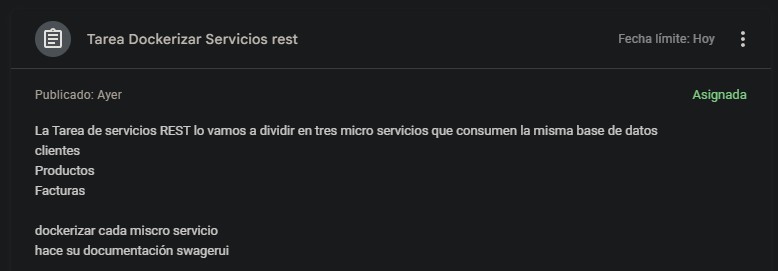 Tarea Dockerizar Servicios rest
Fecha límite: Hoy
Publicado: Ayer
Asignada
La Tarea de servicios REST lo vamos a dividir en tres micro servicios que consumen la misma base de datos
clientes
Productos
Facturas
dockerizar cada miscro servicio
hace su documentación swagerui